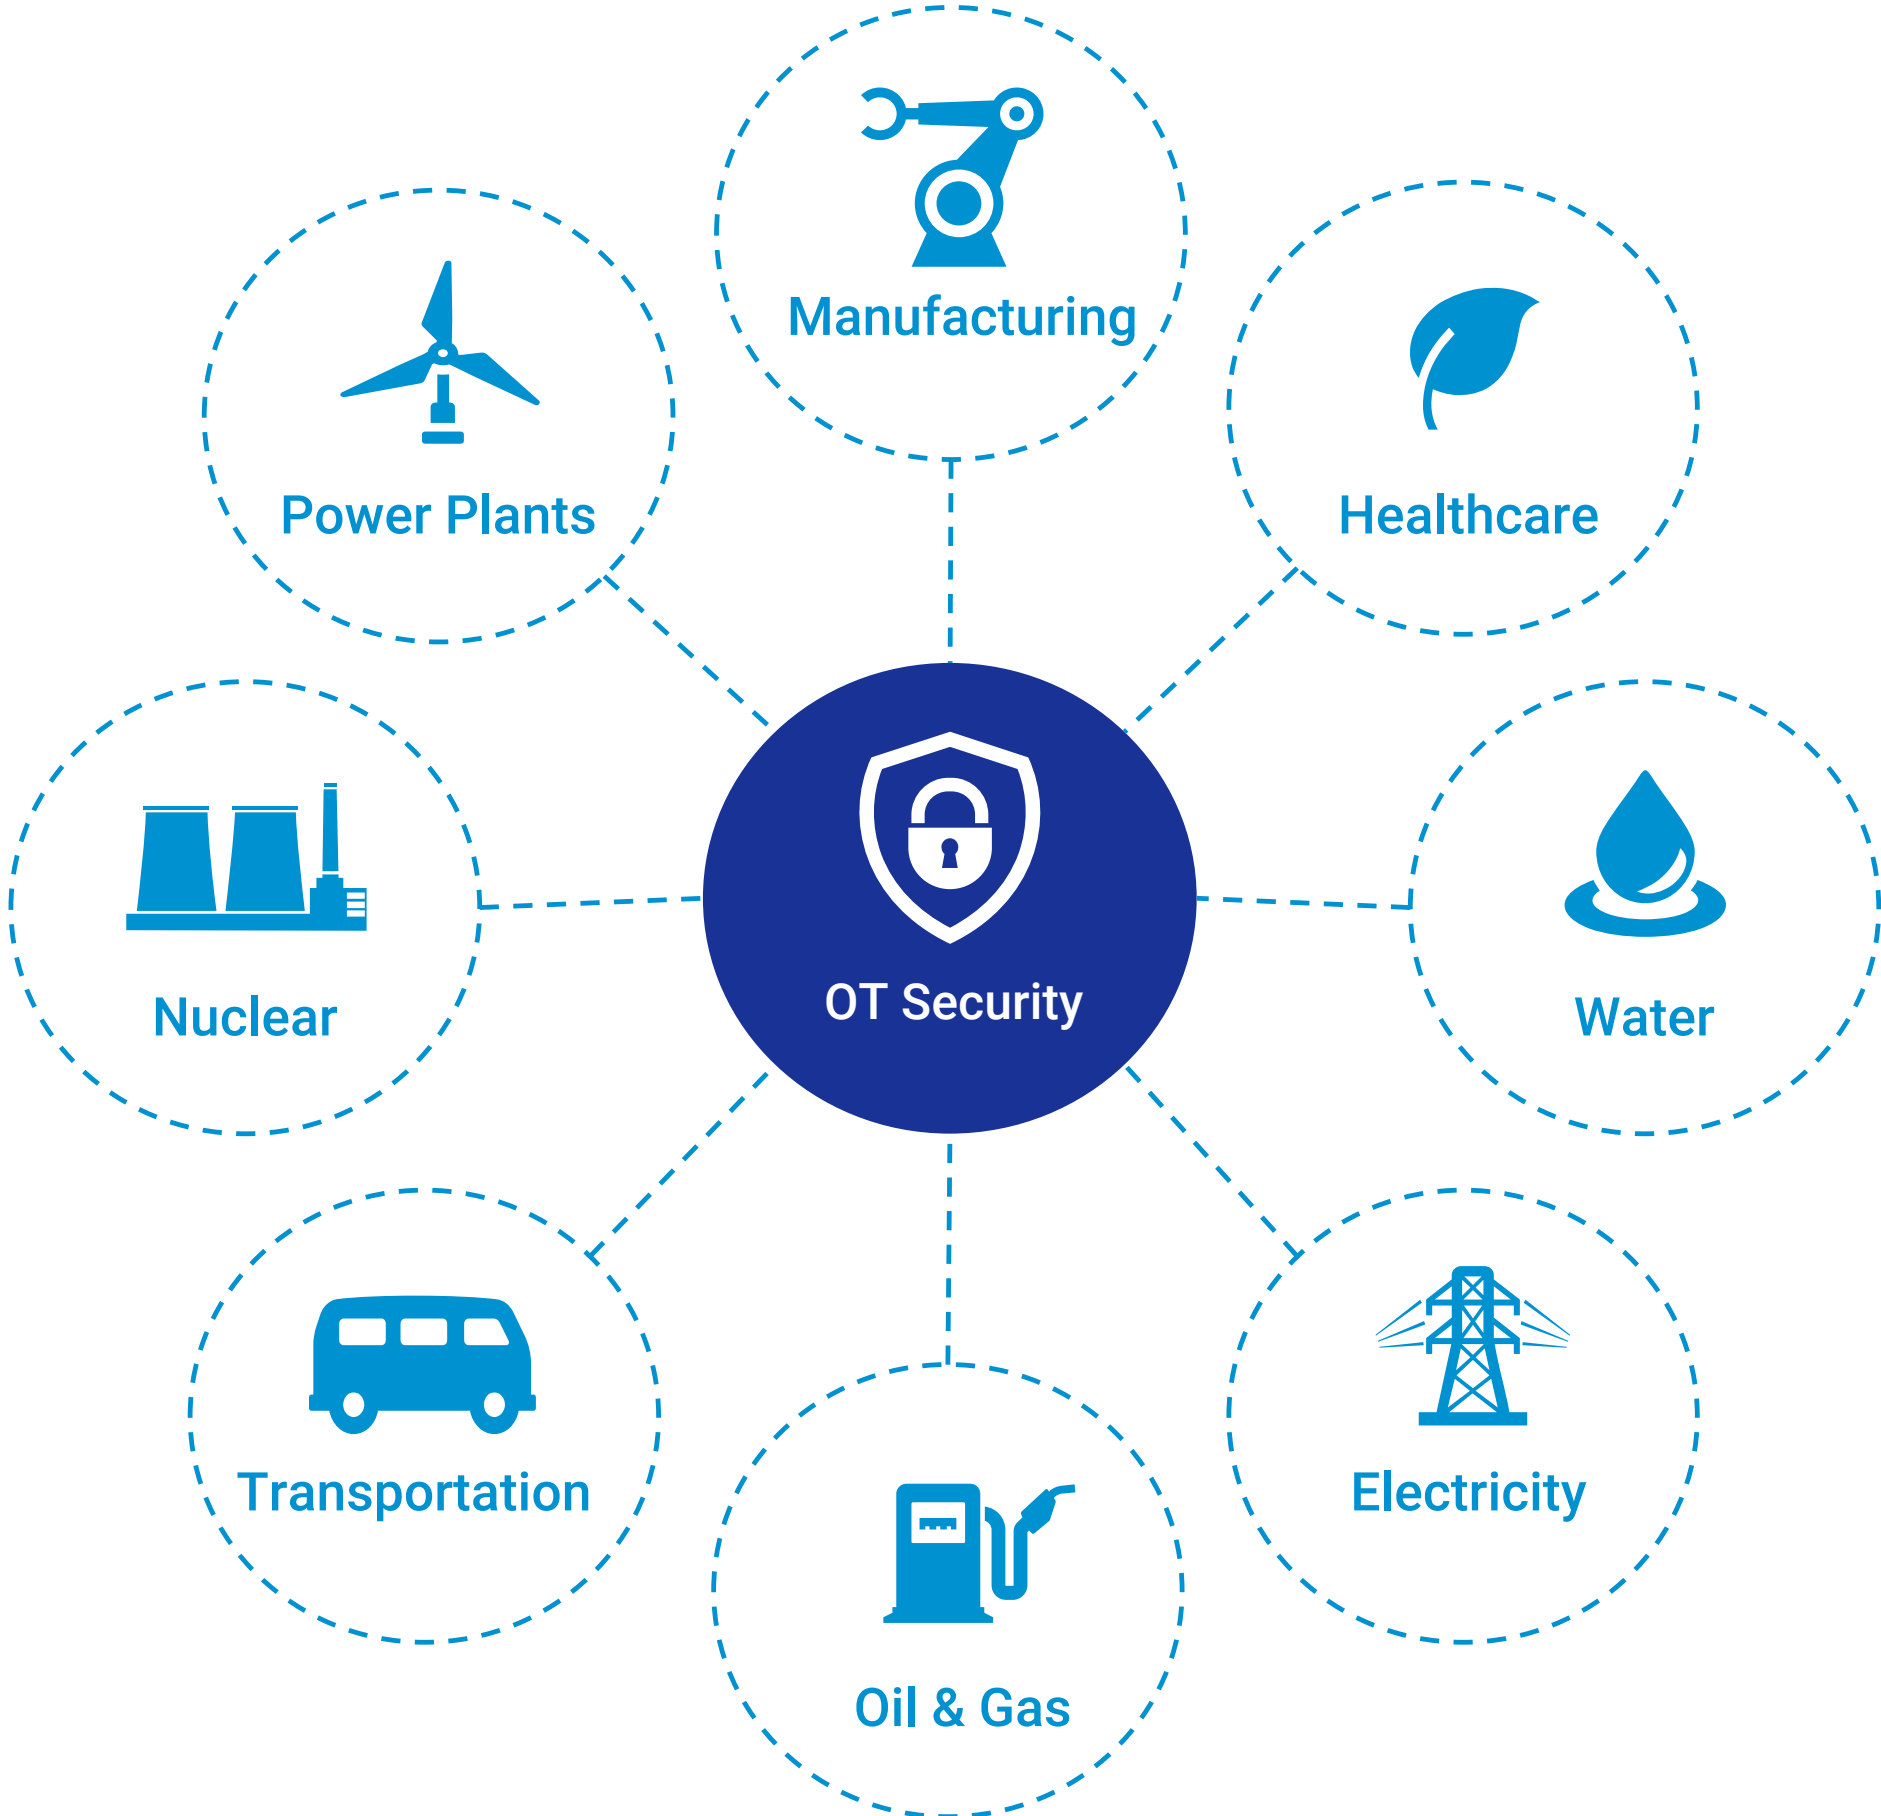 Manufacturing
Power Plants
Healthcare
OT Security
Nuclear
Water
Transportation
Electricity
Oil & Gas